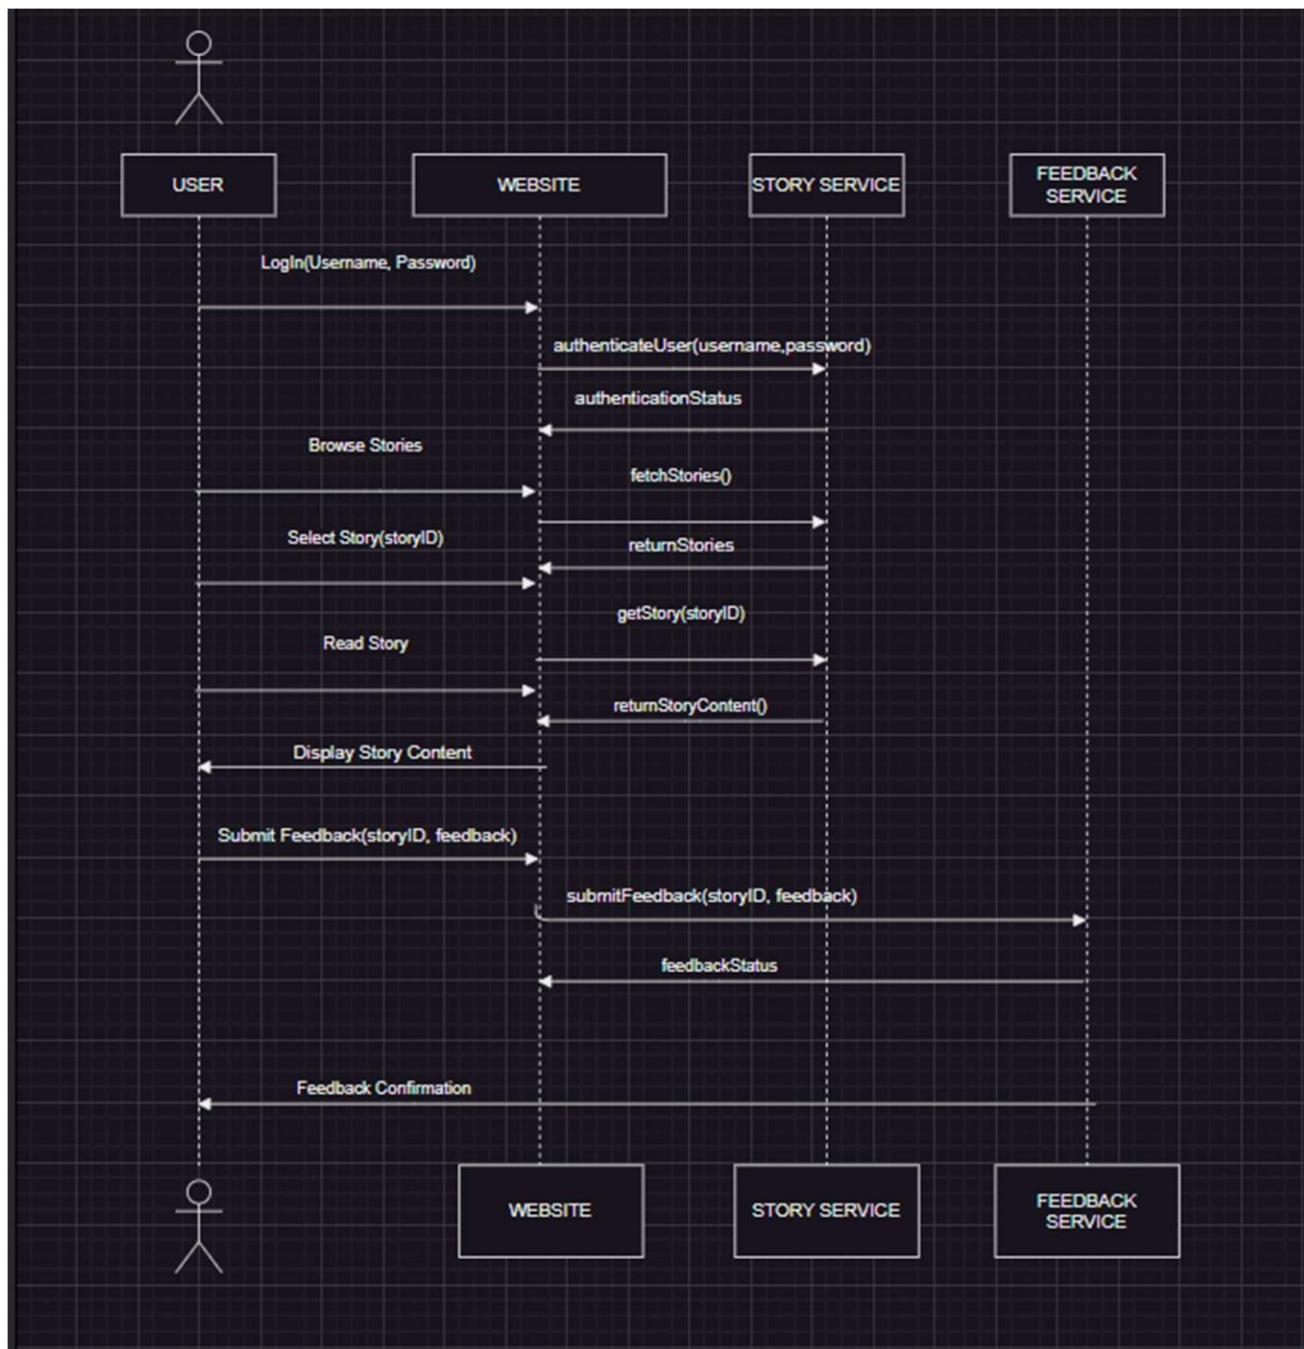 USER
WEBSITE
STORY SERVICE
FEEDBACK
SERVICE
LogIn(Username, Password)
authenticateUser(username,password)
authenticationStatus
Browse Stories
fetchStories()
Select Story(storyID)
returnStories
getStory(storyID)
Read Story
returnStoryContent()
Display Story Content
Submit Feedback(storyID, feedback)
submitFeedback(storyID, feedback)
feedbackStatus
Feedback Confirmation
WEBSITE
STORY SERVICE
FEEDBACK
SERVICE